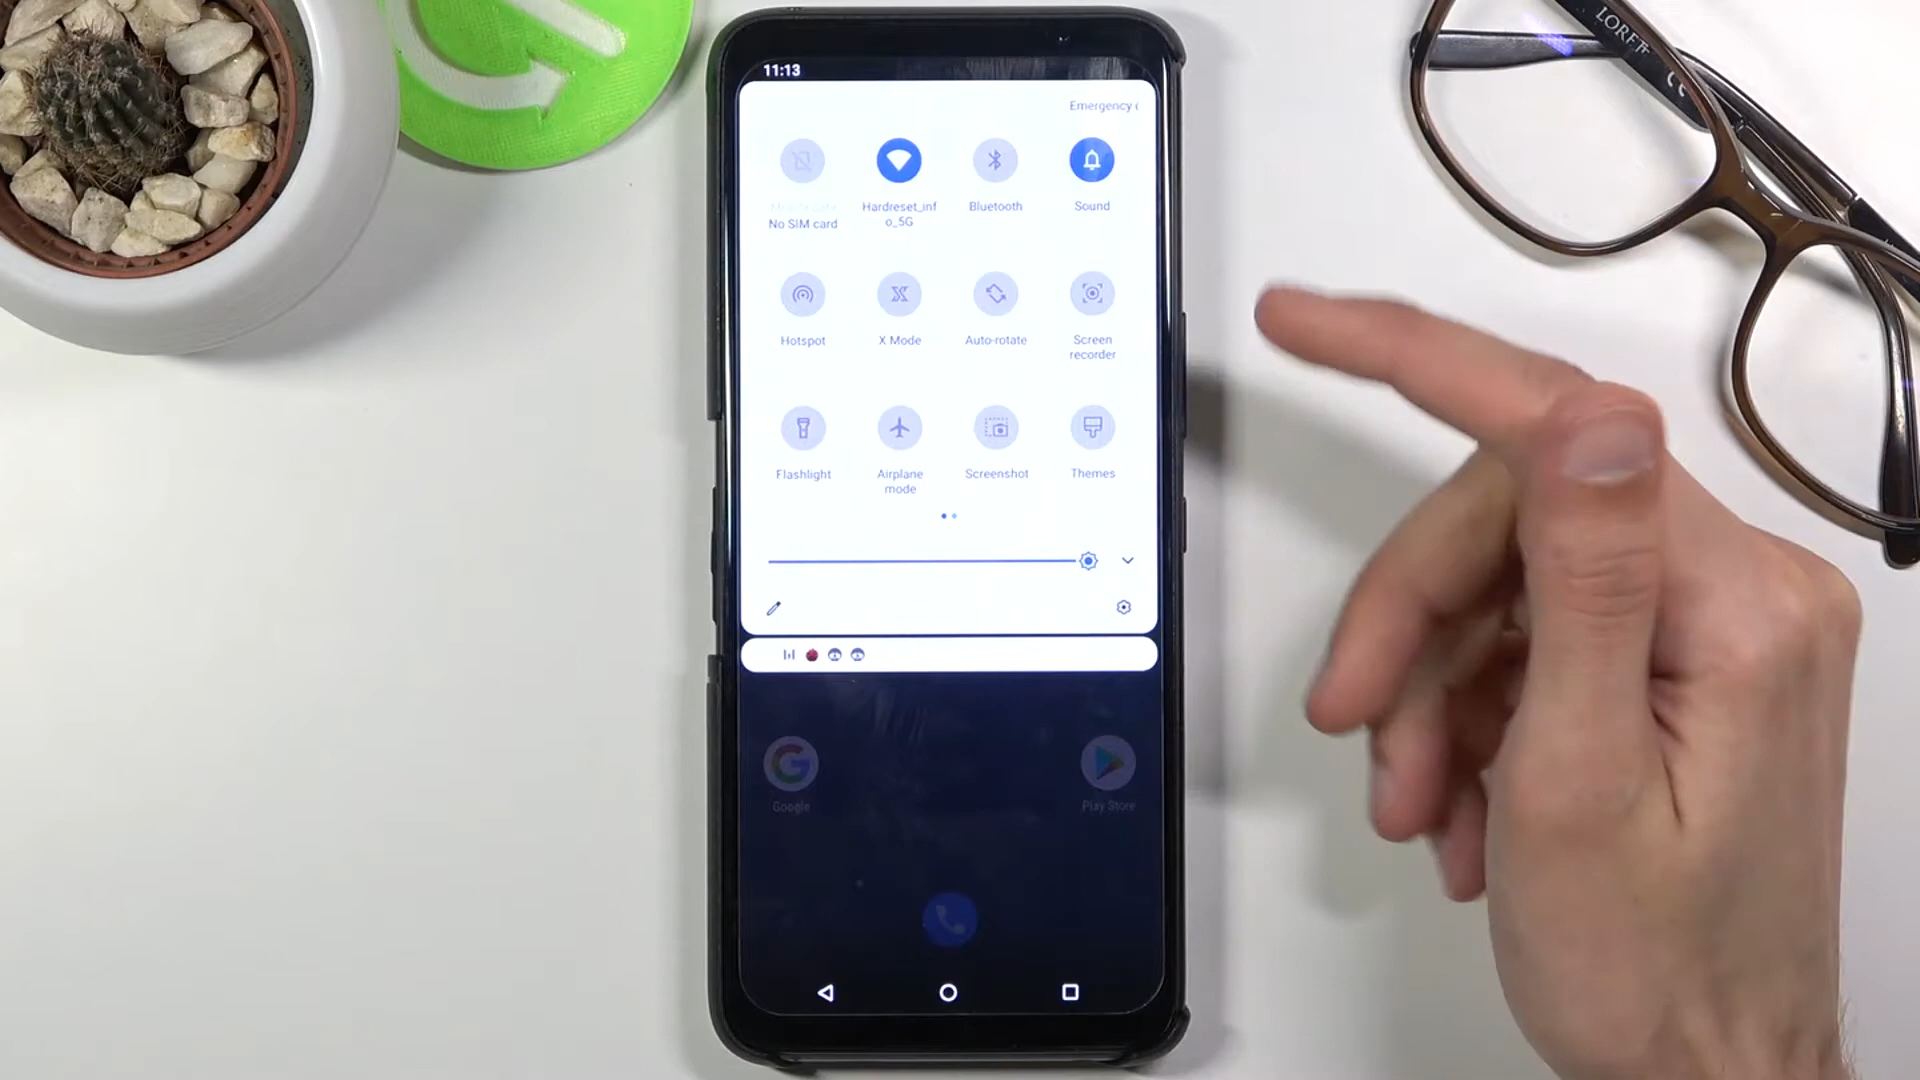 11:13
Emergency
No SIM card
Hardreset_inf
o_5G
Bluetooth
Sound
Hotspot
X Mode
Auto-rotate
Screen
recorder
Flashlight
Airplane
mode
Screenshot
Themes
Google
Play Store